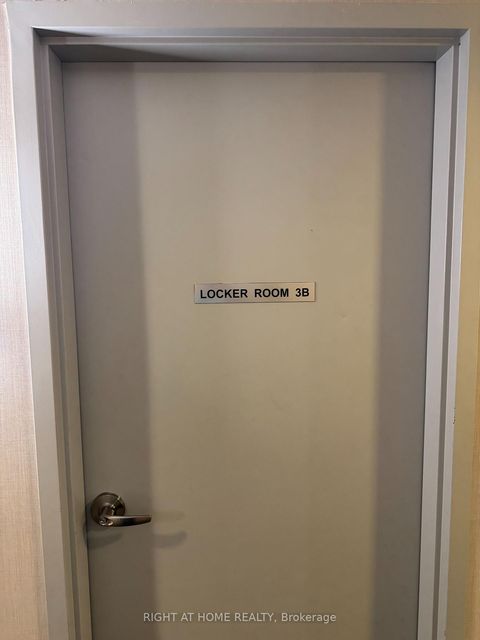 LOCKER ROOM 3B
RIGHT AT HOME REALTY, Brokerage